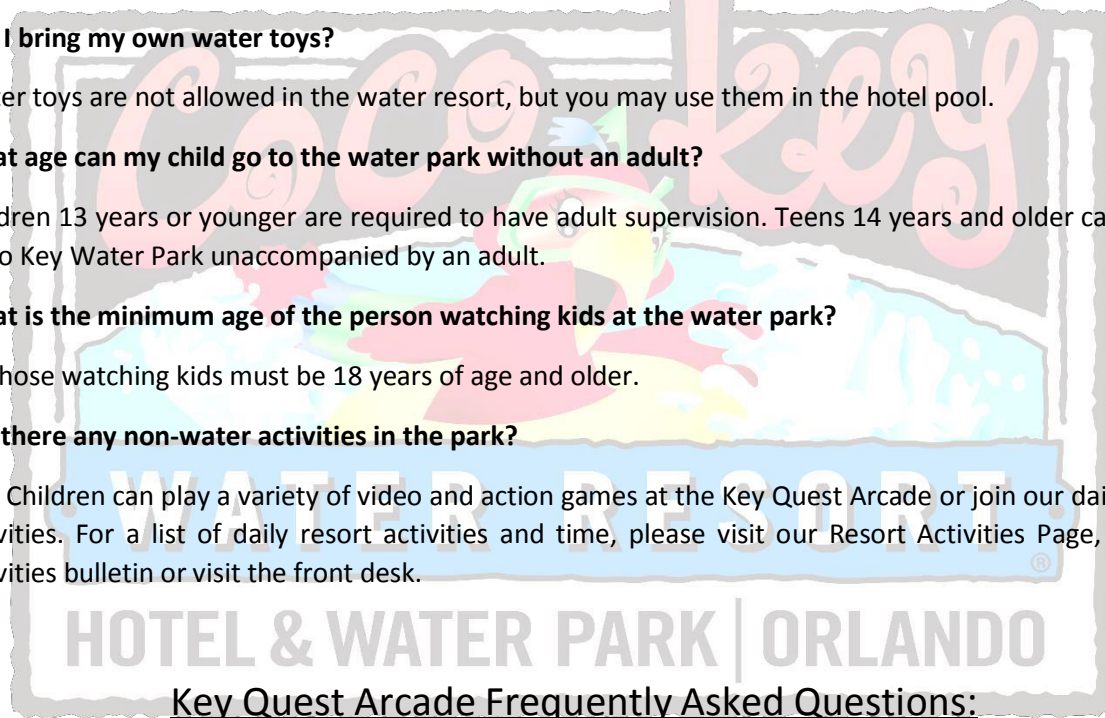 I bring my own water toys?
er toys are not allowed in the water resort, but you may use them in the hotel pool.
at age can my child go to the water park without an adult?
dren 13 years or younger are required to have adult supervision. Teens 14 years and older ca
o Key Water Park unaccompanied by an adult.
at is the minimum age of the person watching kids at the water park?
hose watching kids must be 18 years of age and older.
there any non-water activities in the park?
Children can play a variety of video and action games at the Key Quest Arcade or join our dai
vities. For a list of daily resort activities and time, please visit our Resort Activities Page,
vities bulletin or visit the front desk.
Key Quest Arcade Frequently Asked Questions:
Coco Key
WATER RESORT
®
HOTEL & WATER PARK | ORLANDO